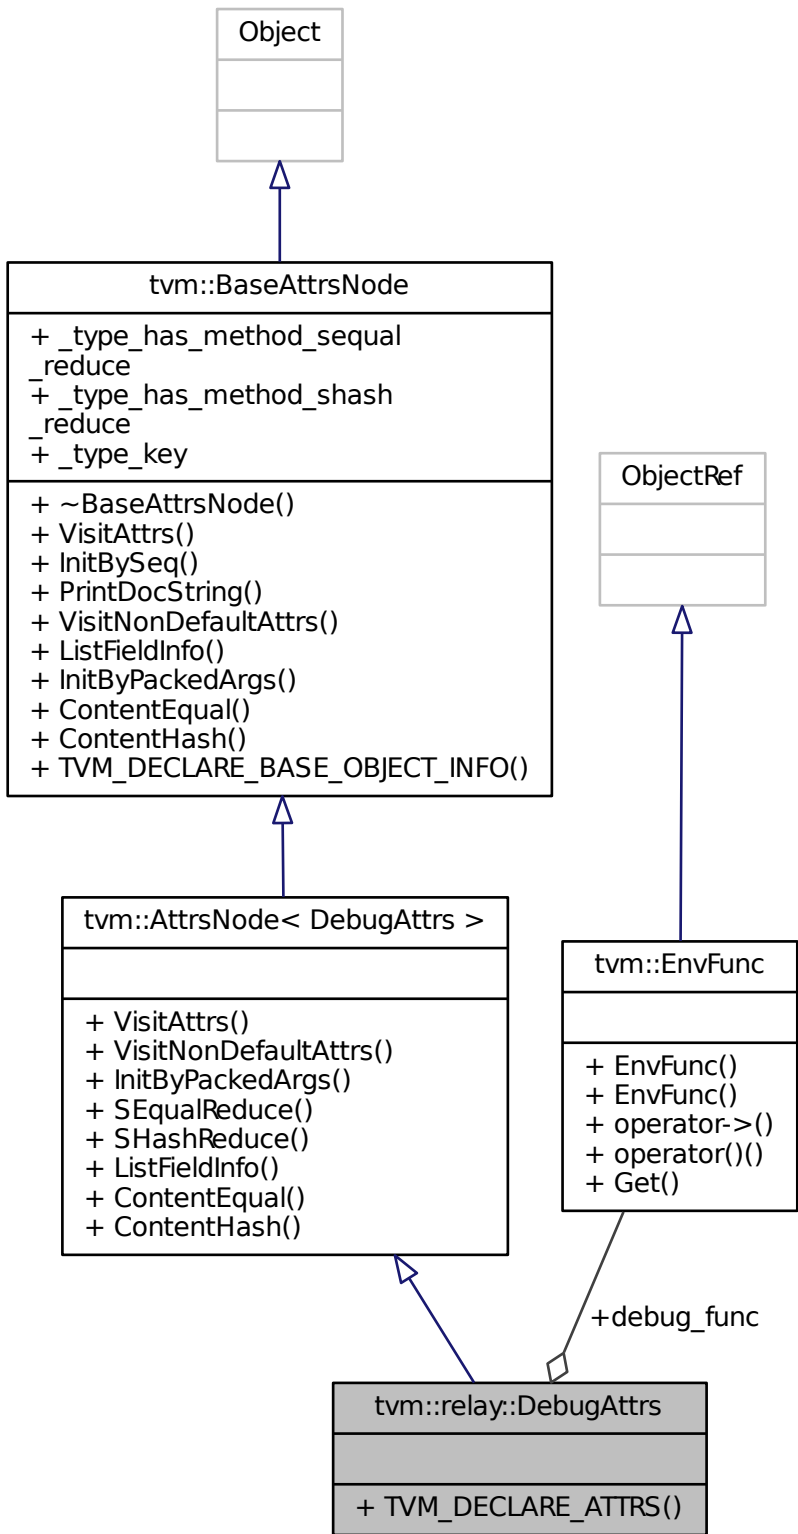 Object
tvm::BaseAttrsNode
+ _type_has_method_sequal
_reduce
+ _type_has_method_shash
_reduce
+ _type_key
+ ~BaseAttrsNode()
+ VisitAttrs()
+ InitBySeq()
+ PrintDocString()
+ VisitNonDefaultAttrs()
+ ListFieldInfo()
+ InitByPackedArgs()
+ ContentEqual()
+ ContentHash()
+ TVM_DECLARE_BASE_OBJECT_INFO()
ObjectRef
tvm::AttrsNode< DebugAttrs >
+ VisitAttrs()
+ VisitNonDefaultAttrs()
+ InitByPackedArgs()
+ SEqualReduce()
+ SHashReduce()
+ ListFieldInfo()
+ ContentEqual()
+ ContentHash()
tvm::EnvFunc
+ EnvFunc()
+ EnvFunc()
+ operator->()
+ operator()()
+ Get()
+debug_func
tvm::relay::DebugAttrs
+ TVM_DECLARE_ATTRS()